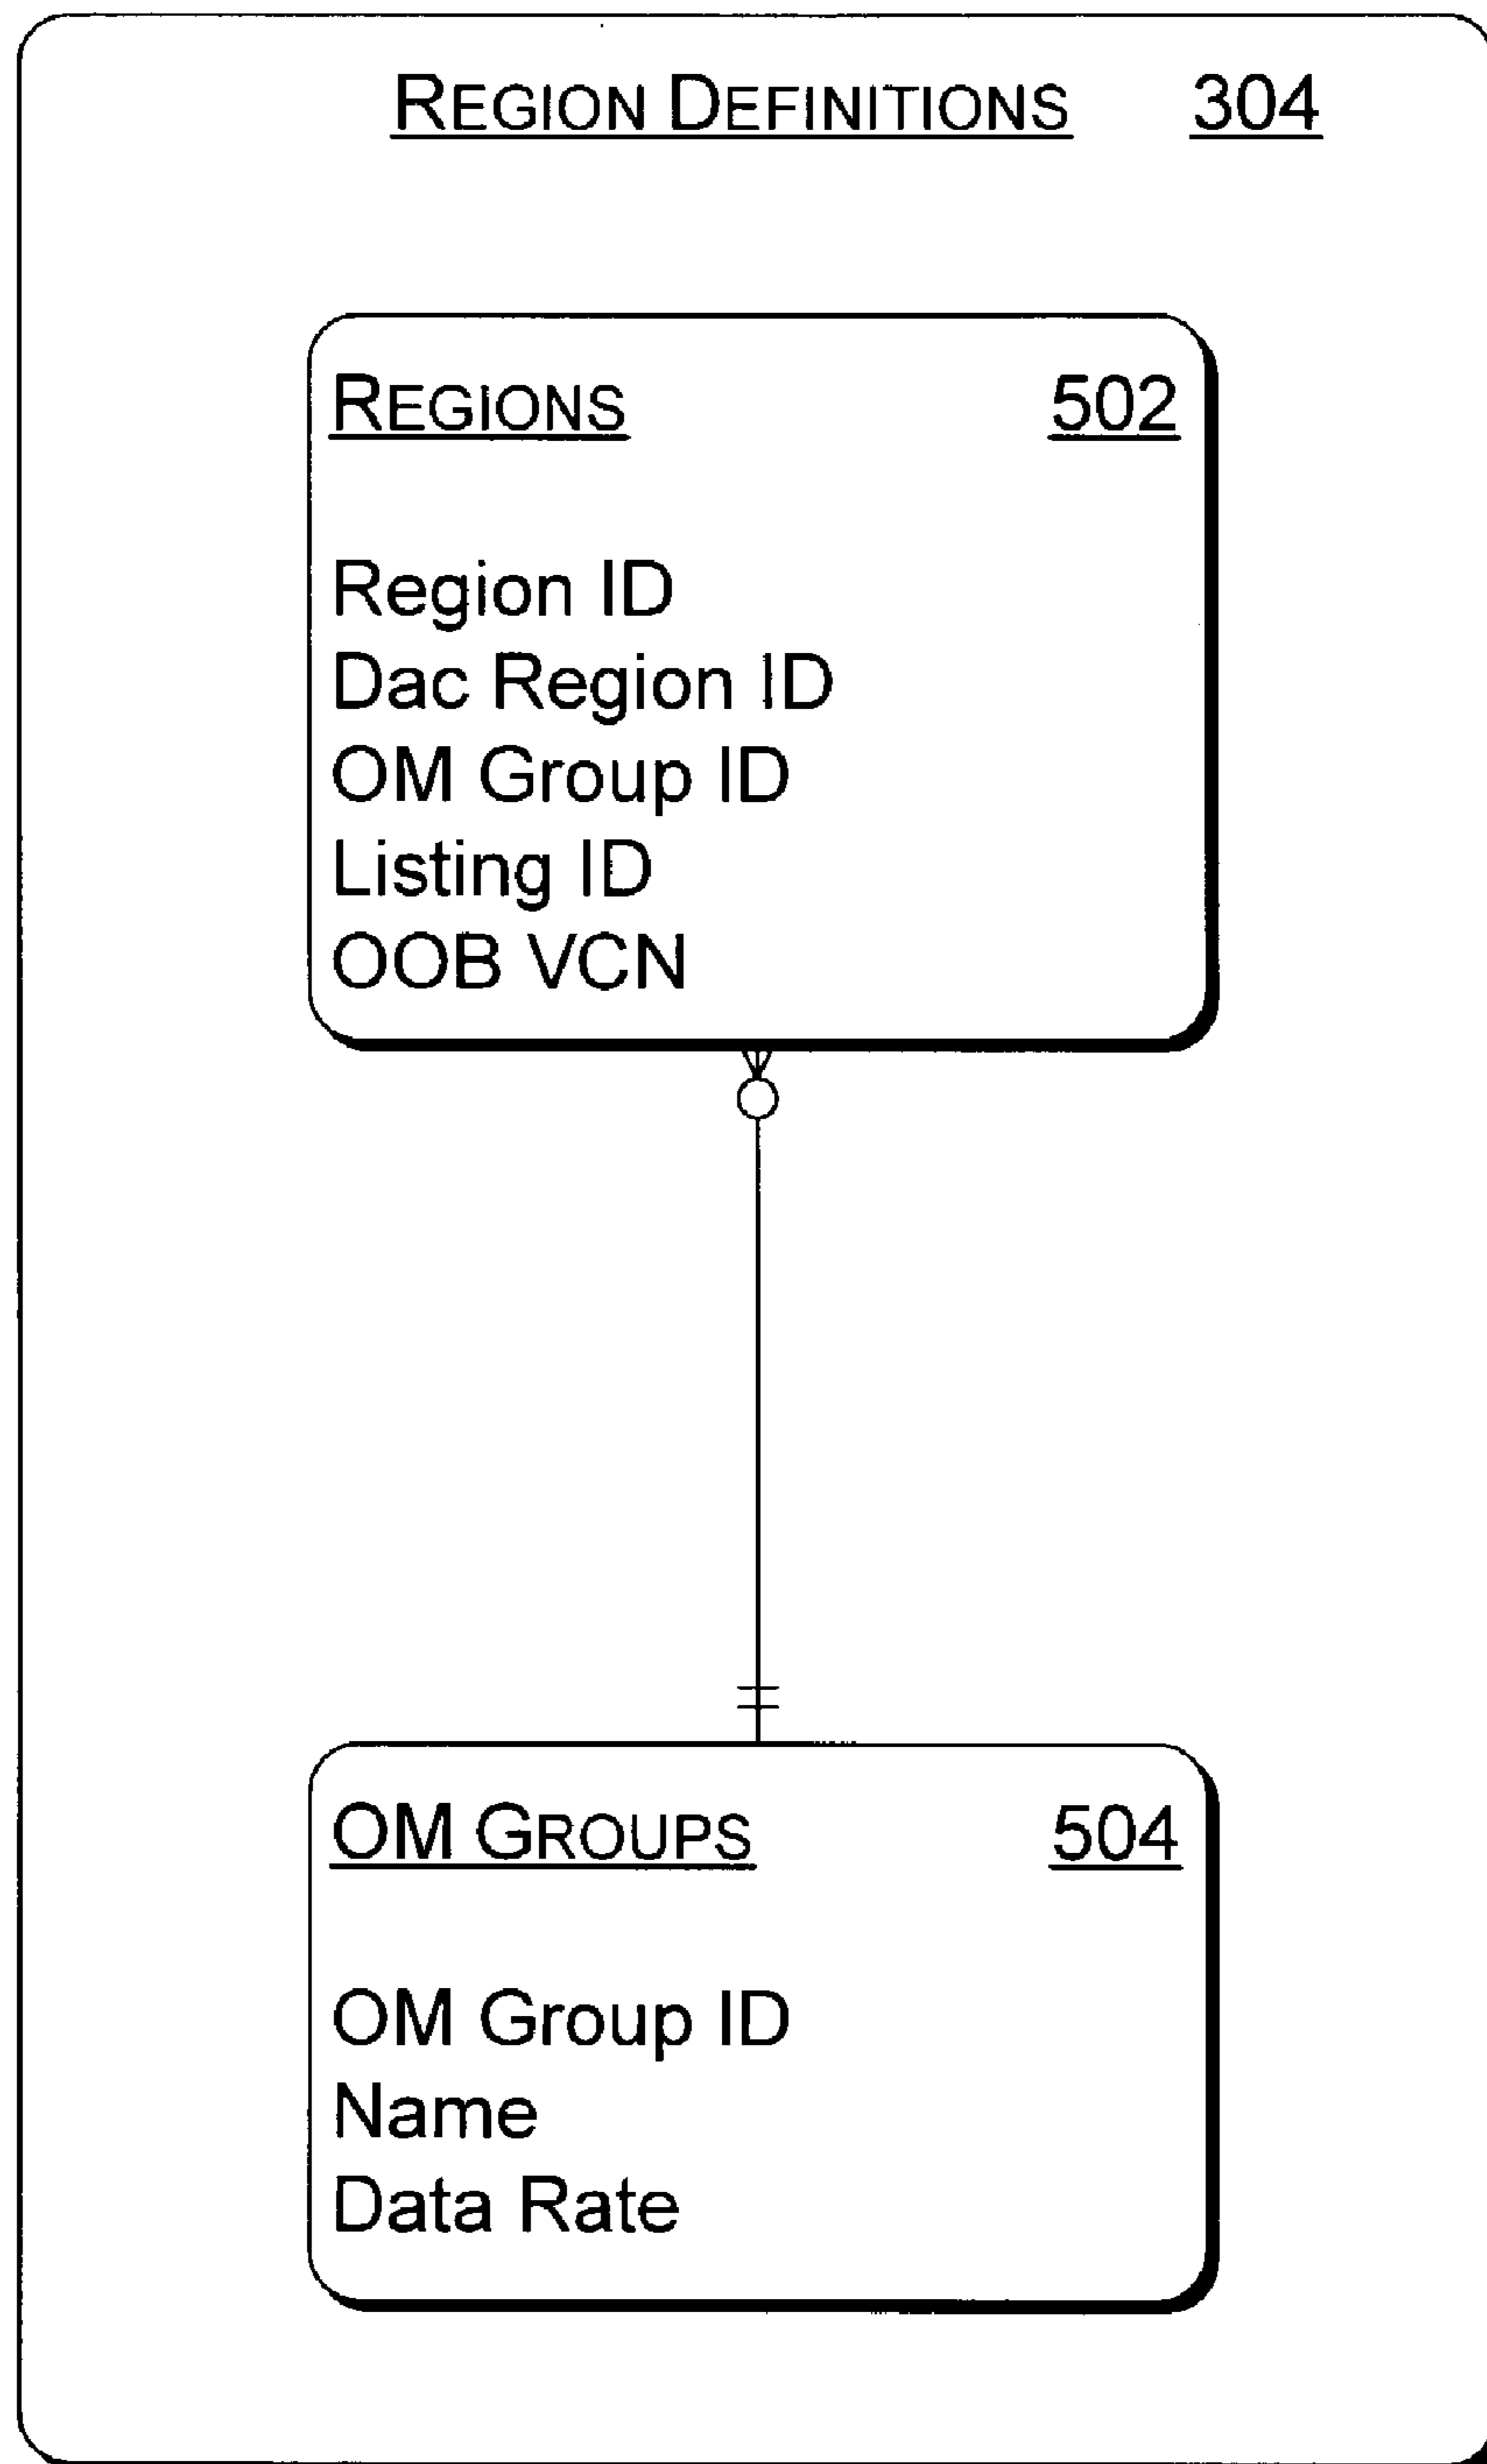 REGION DEFINITIONS 304
REGIONS 502
Region ID
Dac Region ID
OM Group ID
Listing ID
OOB VCN
OM GROUPS 504
OM Group ID
Name
Data Rate